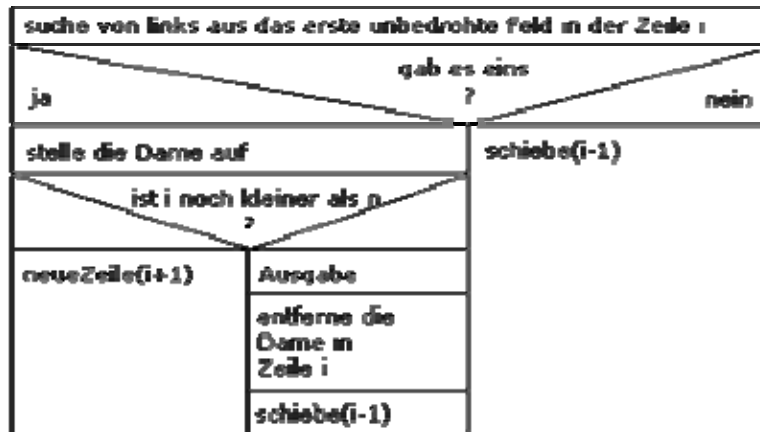 suche von links aus das erste unbedrohte Feld in der Zeile i
gab es eins
?
ja
nein
stelle die Dame auf
schiebe(i-1)
ist i noch kleiner als n
?
neueZeile(i+1)
Ausgabe
entferne die
Dame in
Zeile i
schiebe(i-1)